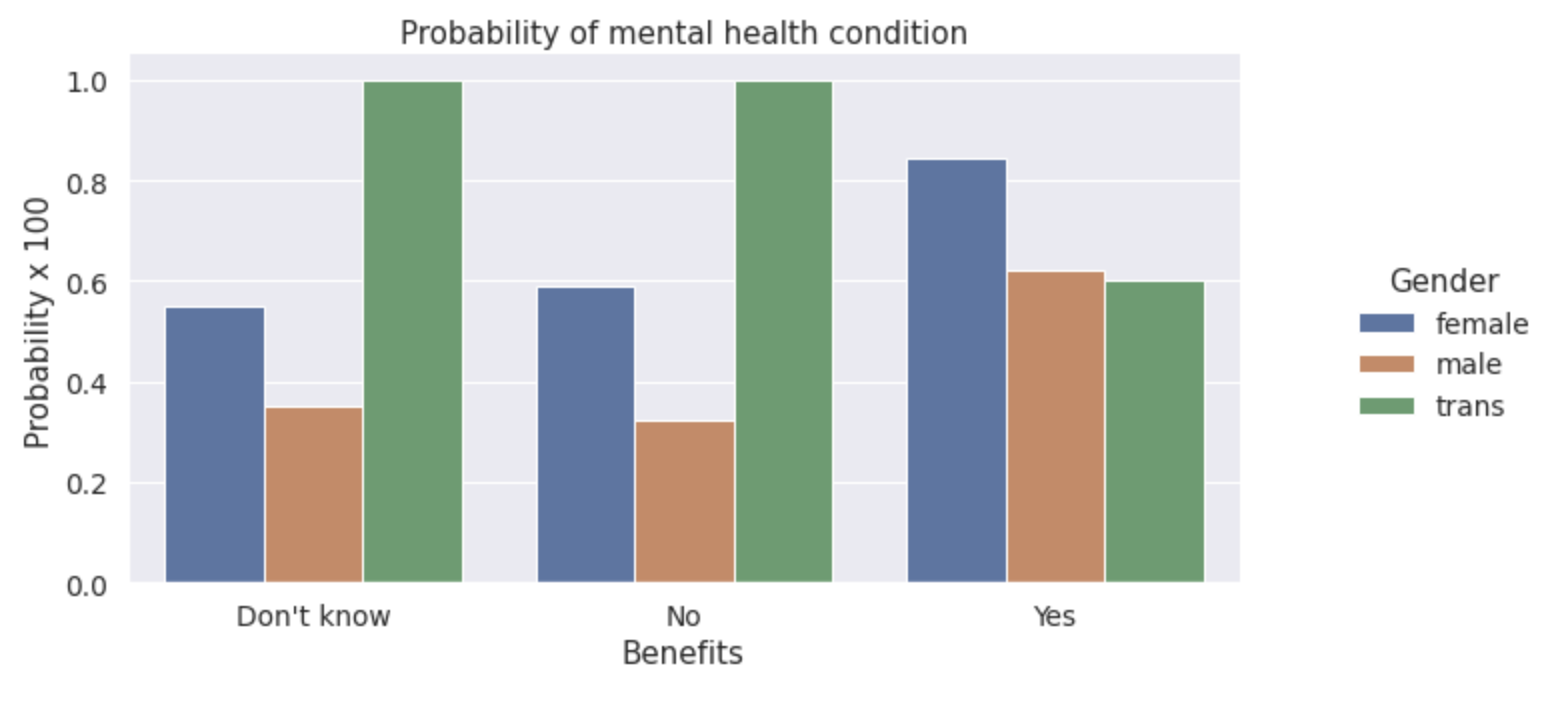 Probability of mental health condition
Probability x 100
1.0
0.8
0.6
0.4
0.2
0.0
Don't know No Yes
Benefits
Gender
female
male
trans